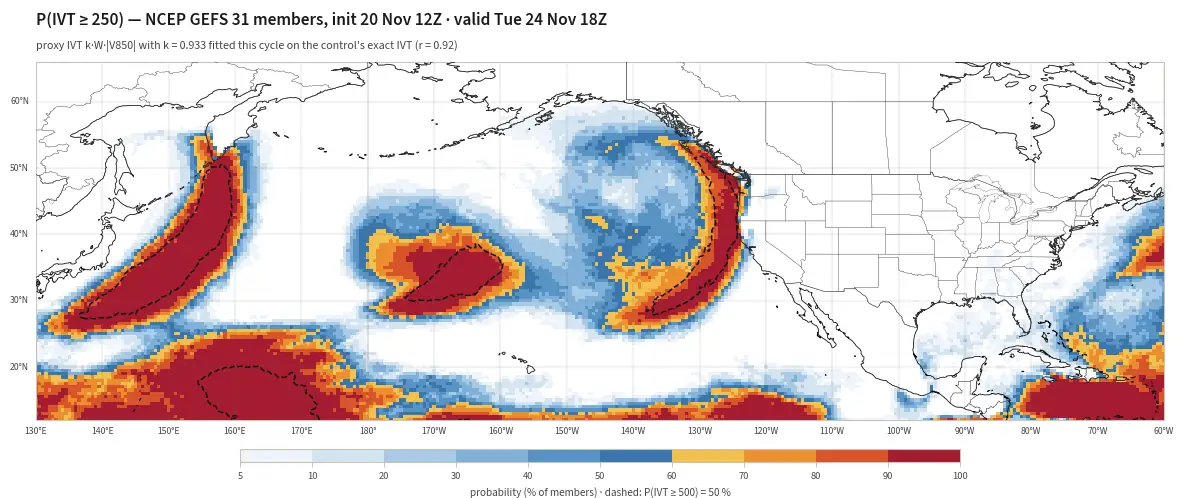 P(IVT ≥ 250) — NCEP GEFS 31 members, init 20 Nov 12Z · valid Tue 24 Nov 18Z
proxy IVT k·W·|V850| with k = 0.933 fitted this cycle on the control's exact IVT (r = 0.92)
60°N
50°N
40°N
30°N
20°N
130°E 140°E 150°E 160°E 170°E 180° 170°W 160°W 150°W 140°W 130°W 120°W 110°W 100°W 90°W 80°W 70°W 60°W
5 10 20 30 40 50 60 70 80 90 100
probability (% of members) · dashed: P(IVT ≥ 500) = 50 %